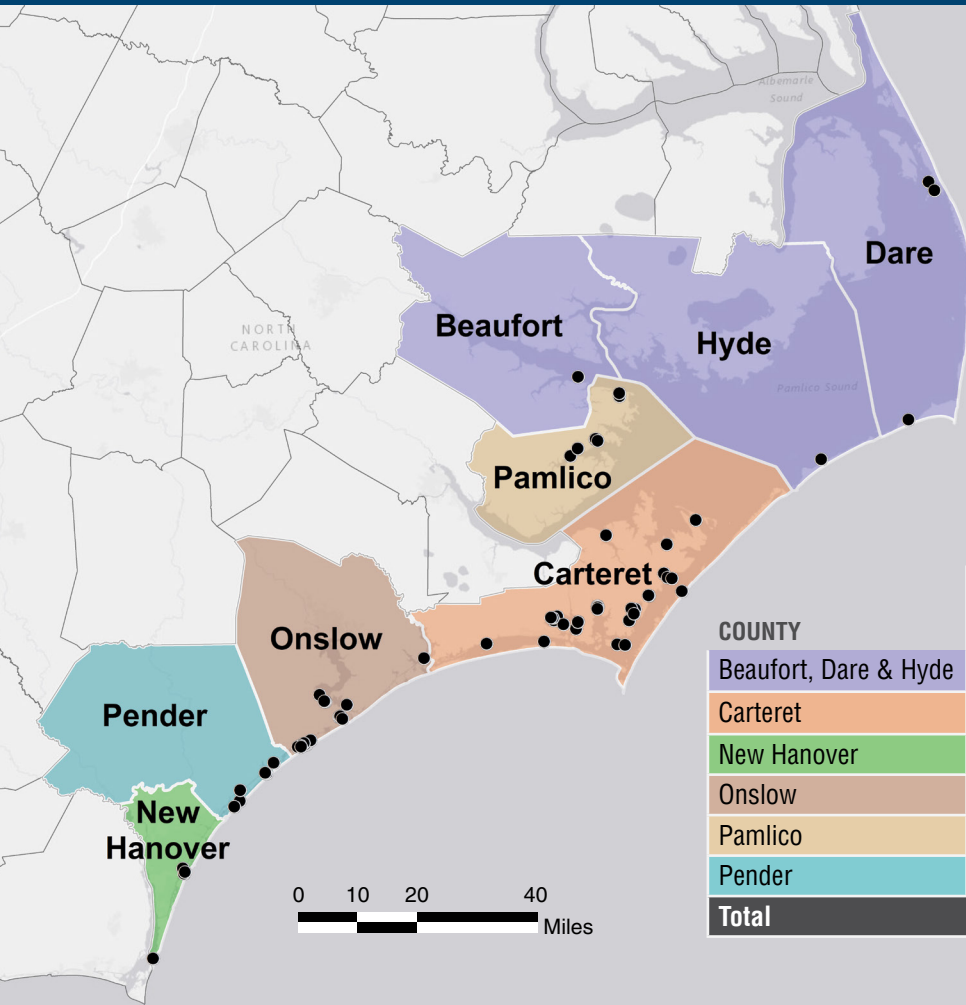 Albemarle
Sound
Dare
Beaufort
Hyde
NORTH
CAROLINA
Pamlico Sound
Pamlico
Carteret
Onslow
Pender
New
Hanover
0 10 20 40
Miles
COUNTY
Beaufort, Dare & Hyde
Carteret
New Hanover
Onslow
Pamlico
Pender
Total